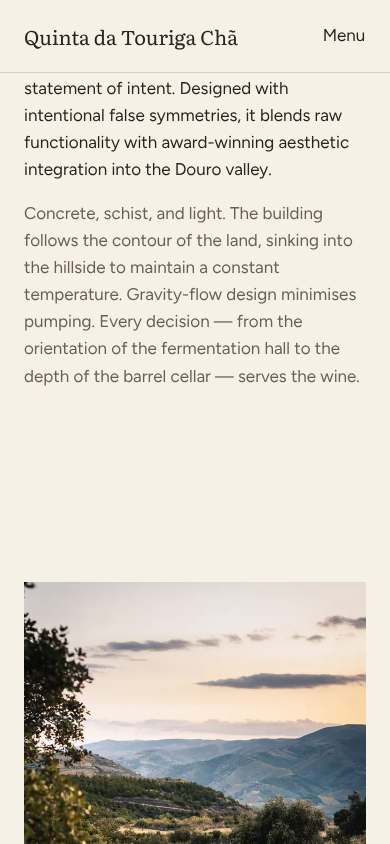 Quinta da Touriga Chã
Menu
statement of intent. Designed with
intentional false symmetries, it blends raw
functionality with award-winning aesthetic
integration into the Douro valley.
Concrete, schist, and light. The building
follows the contour of the land, sinking into
the hillside to maintain a constant
temperature. Gravity-flow design minimises
pumping. Every decision — from the
orientation of the fermentation hall to the
depth of the barrel cellar — serves the wine.